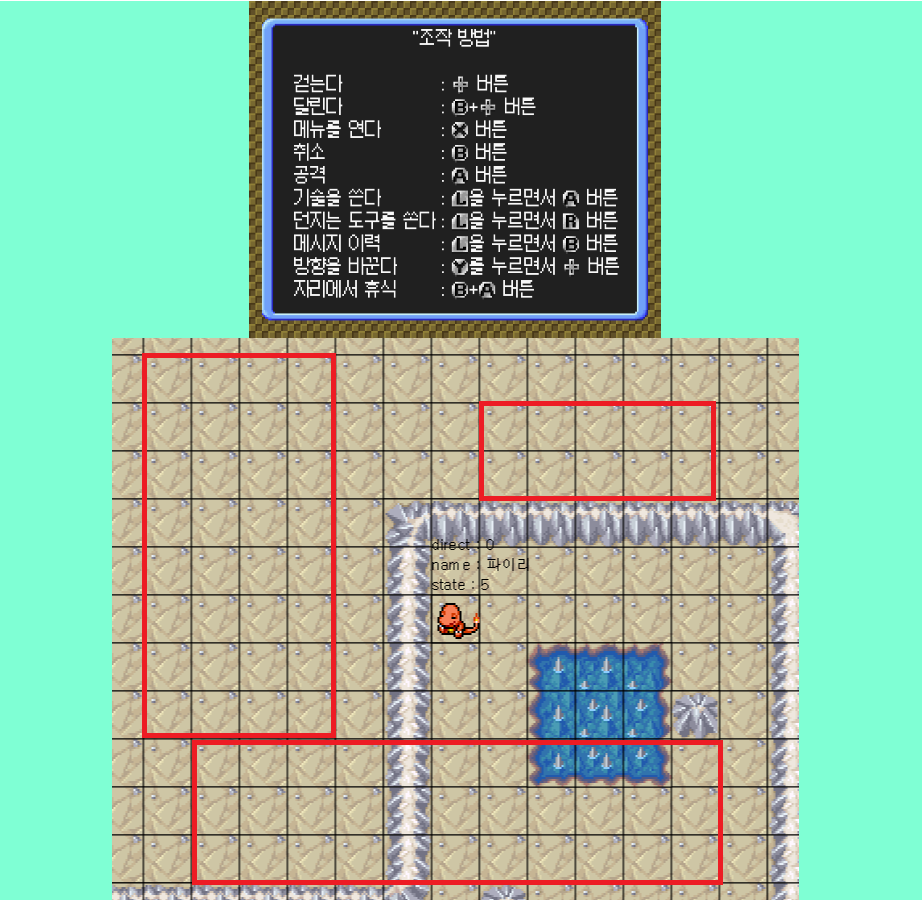 "조작 방법"
걷는다 : 버튼
달린다 : B+ 버튼
메뉴를 연다 : X 버튼
취소 : B 버튼
공격 : A 버튼
기술을 쓴다 : L을 누르면서 A 버튼
던지는 도구를 쓴다 : L을 누르면서 R 버튼
메시지 이력 : L을 누르면서 B 버튼
방향을 바꾼다 : Y를 누르면서 버튼
자리에서 휴식 : B+A 버튼
direct : 0
name : 파이리
state : 5